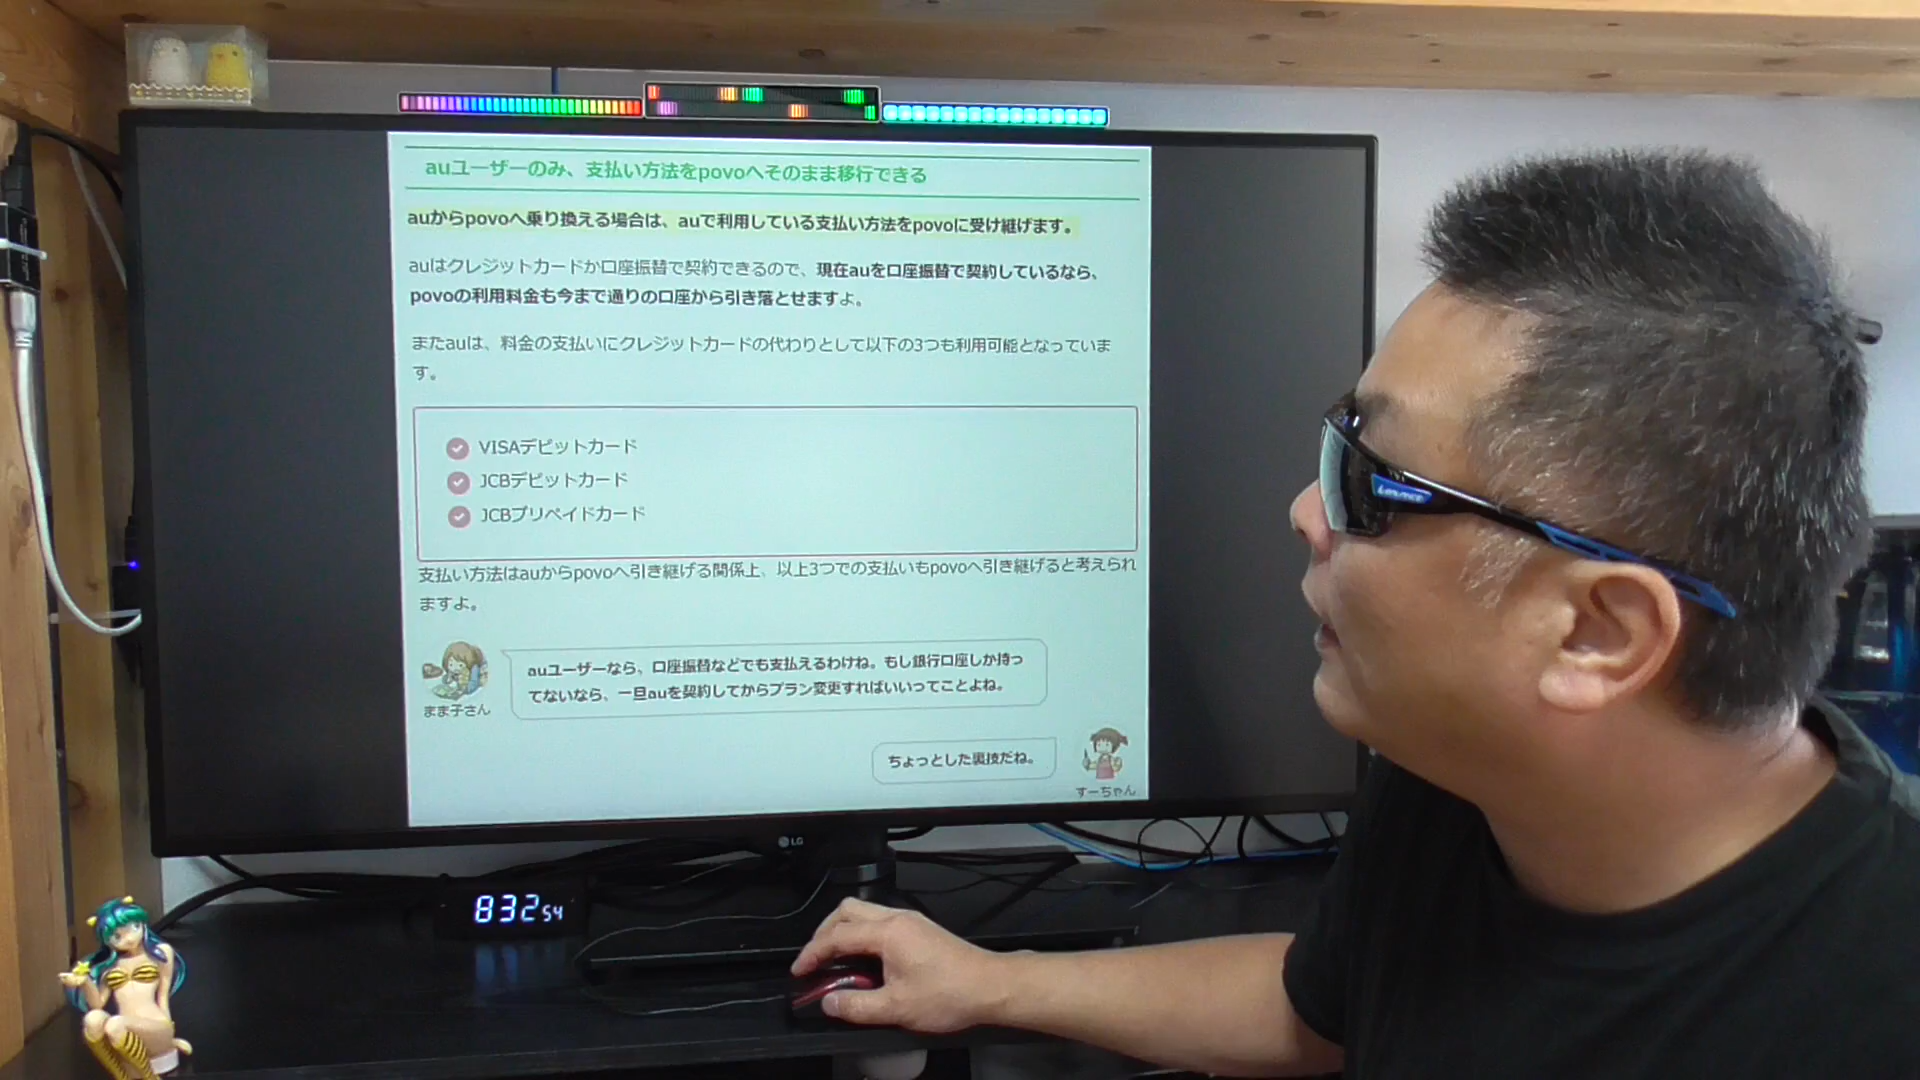 auユーザーのみ、支払い方法をpovoへそのまま移行できる
auからpovoへ乗り換える場合は、auで利用している支払い方法をpovoに受け継げます。
auはクレジットカードか口座振替で契約できるので、現在auを口座振替で契約しているなら、
povoの利用料金も今まで通りの口座から引き落とせますよ。
またauは、料金の支払いにクレジットカードの代わりとして以下の3つも利用可能となっていま
す。
VISAデビットカード
JCBデビットカード
JCBプリペイドカード
支払い方法はauからpovoへ引き継げる関係上、以上3つでの支払いもpovoへ引き継げると考えられ
ますよ。
auユーザーなら、口座振替などでも支払えるわけね。もし銀行口座しか持っ
てないなら、一旦auを契約してからプラン変更すればいいってことよね。
まま子さん
ちょっとした裏技だね。
すーちゃん
LG
832 54